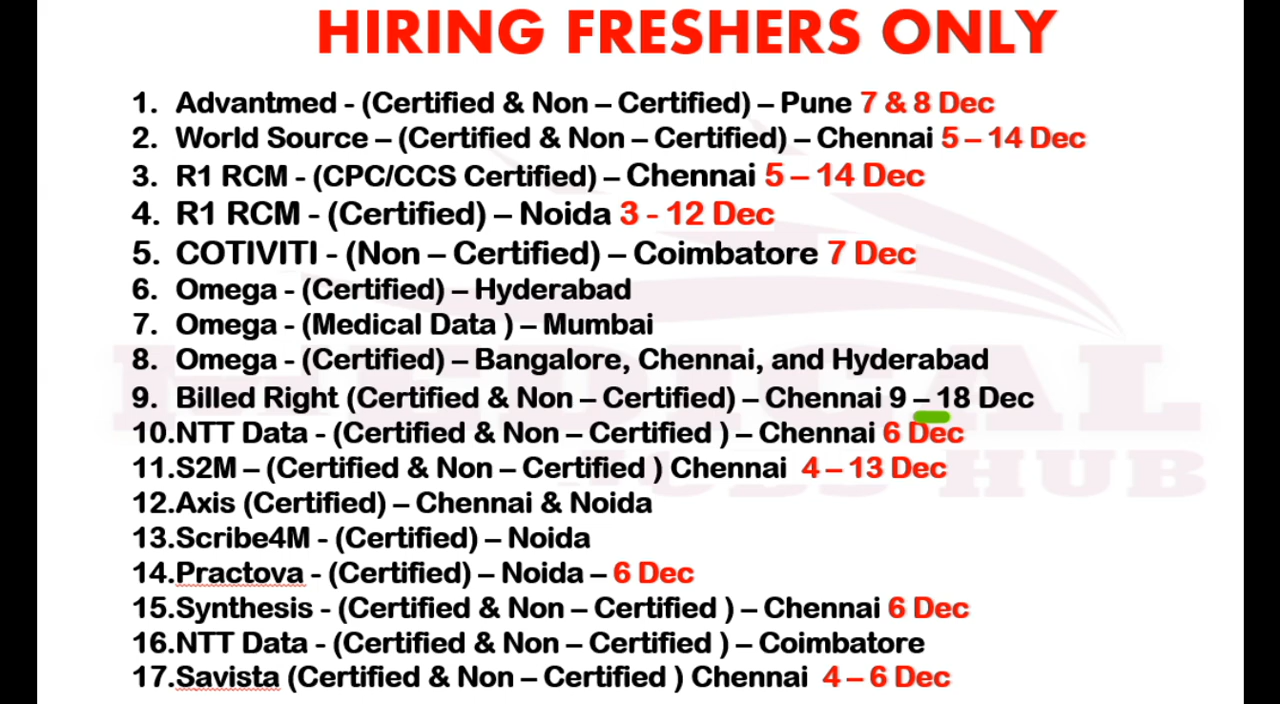 HIRING FRESHERS ONLY
1. Advantmed - (Certified & Non – Certified) – Pune 7 & 8 Dec
2. World Source – (Certified & Non – Certified) – Chennai 5 – 14 Dec
3. R1 RCM - (CPC/CCS Certified) – Chennai 5 – 14 Dec
4. R1 RCM - (Certified) – Noida 3 - 12 Dec
5. COTIVITI - (Non – Certified) – Coimbatore 7 Dec
6. Omega - (Certified) – Hyderabad
7. Omega - (Medical Data ) – Mumbai
8. Omega - (Certified) – Bangalore, Chennai, and Hyderabad
9. Billed Right (Certified & Non – Certified) – Chennai 9 – 18 Dec
10.NTT Data - (Certified & Non – Certified ) – Chennai 6 Dec
11.S2M – (Certified & Non – Certified ) Chennai 4 – 13 Dec
12.Axis (Certified) – Chennai & Noida
13.Scribe4M - (Certified) – Noida
14.Practova - (Certified) – Noida – 6 Dec
15.Synthesis - (Certified & Non – Certified ) – Chennai 6 Dec
16.NTT Data - (Certified & Non – Certified ) – Coimbatore
17.Savista (Certified & Non – Certified ) Chennai 4 – 6 Dec
MEDICAL
JOBS HUB